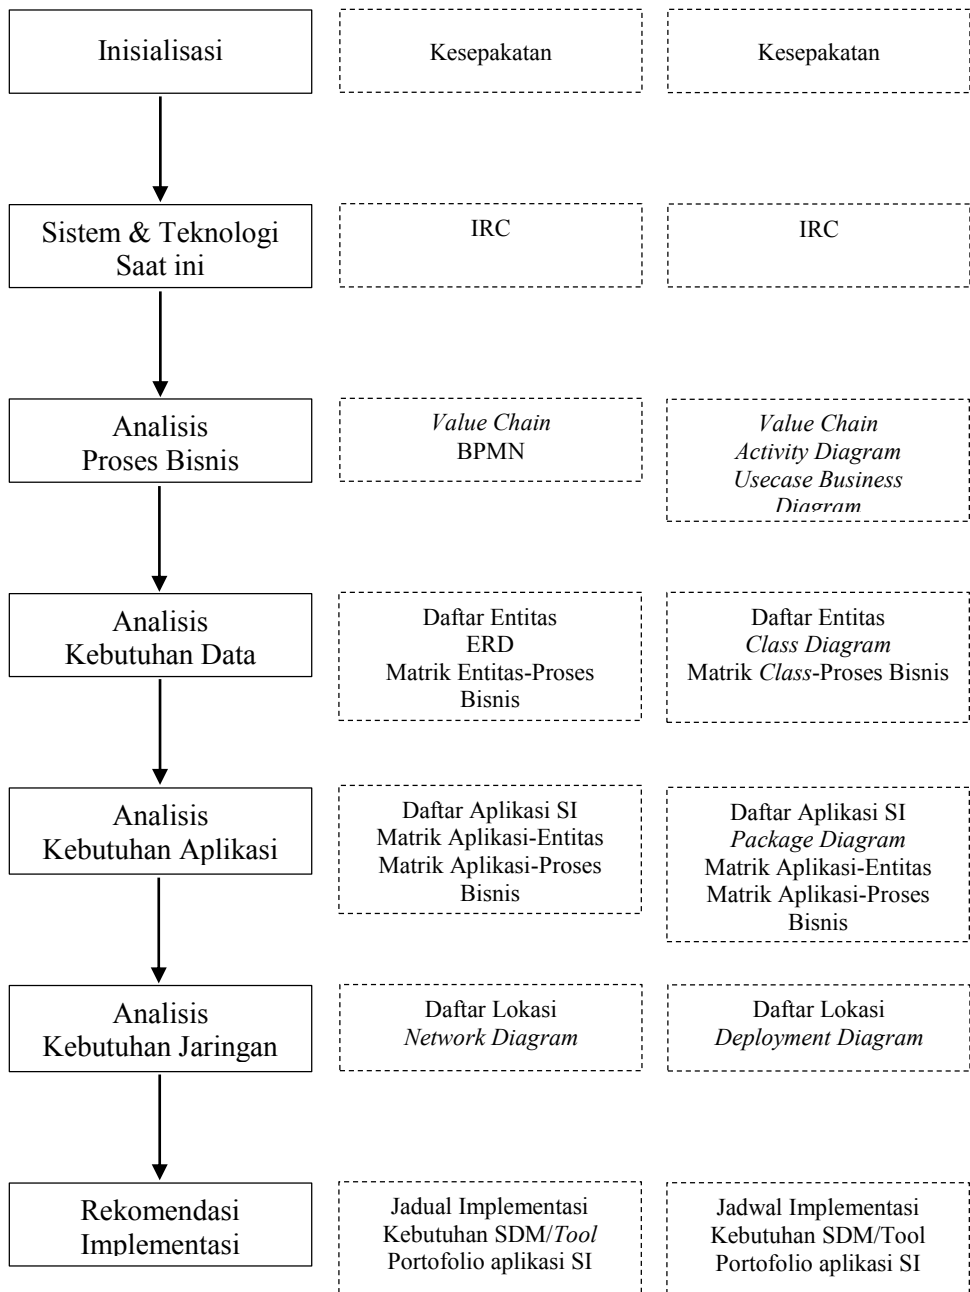 Inisialisasi
Kesepakatan
Kesepakatan
Sistem & Teknologi
Saat ini
IRC
IRC
Analisis
Proses Bisnis
Value Chain
BPMN
Value Chain
Activity Diagram
Usecase Business
Diagram
Analisis
Kebutuhan Data
Daftar Entitas
ERD
Matrik Entitas-Proses
Bisnis
Daftar Entitas
Class Diagram
Matrik Class-Proses Bisnis
Analisis
Kebutuhan Aplikasi
Daftar Aplikasi SI
Matrik Aplikasi-Entitas
Matrik Aplikasi-Proses
Bisnis
Daftar Aplikasi SI
Package Diagram
Matrik Aplikasi-Entitas
Matrik Aplikasi-Proses
Bisnis
Analisis
Kebutuhan Jaringan
Daftar Lokasi
Network Diagram
Daftar Lokasi
Deployment Diagram
Rekomendasi
Implementasi
Jadual Implementasi
Kebutuhan SDM/Tool
Portofolio aplikasi SI
Jadwal Implementasi
Kebutuhan SDM/Tool
Portofolio aplikasi SI